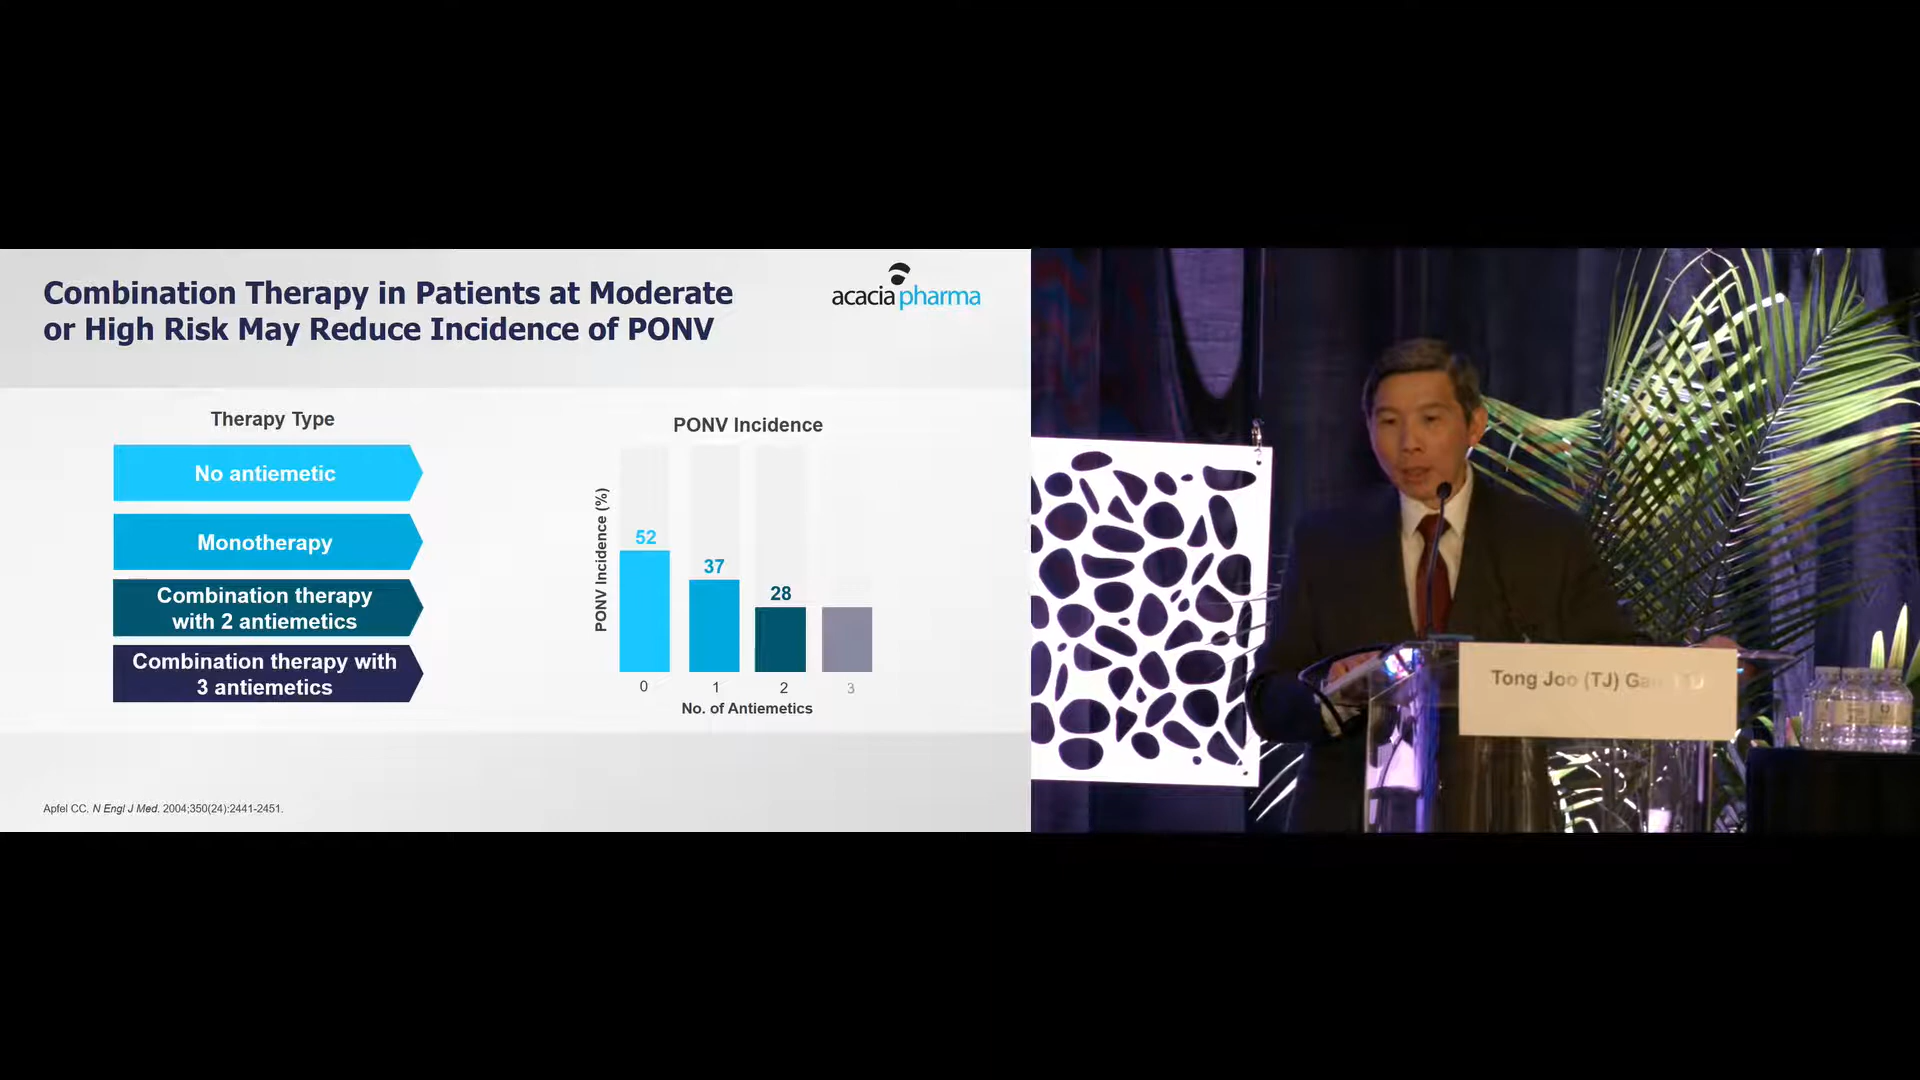 Combination Therapy in Patients at Moderate
or High Risk May Reduce Incidence of PONV
acacia pharma
Therapy Type
No antiemetic
Monotherapy
Combination therapy
with 2 antiemetics
Combination therapy with
3 antiemetics
PONV Incidence
PONV Incidence (%)
52
37
28
0
1
2
3
No. of Antiemetics
Apfel CC. N Engl J Med. 2004;350(24):2441-2451.
Tong Joo (TJ)